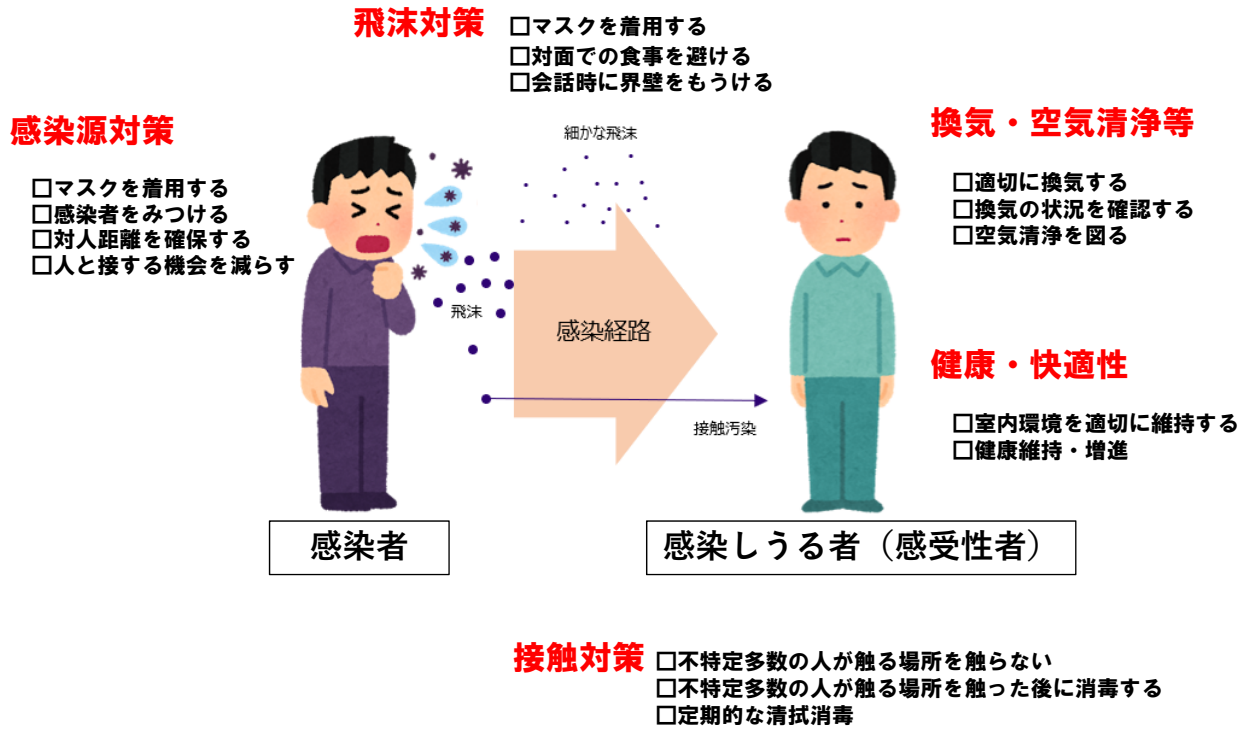 飛沫対策
□マスクを着用する
□対面での食事を避ける
□会話時に界壁をもうける
感染源対策
□マスクを着用する
□感染者をみつける
□対人距離を確保する
□人と接する機会を減らす
細かな飛沫
飛沫
感染経路
接触汚染
換気・空気清浄等
□適切に換気する
□換気の状況を確認する
□空気清浄を図る
健康・快適性
□室内環境を適切に維持する
□健康維持・増進
感染者
感染しうる者（感受性者）
接触対策
□不特定多数の人が触る場所を触らない
□不特定多数の人が触る場所を触った後に消毒する
□定期的な清拭消毒